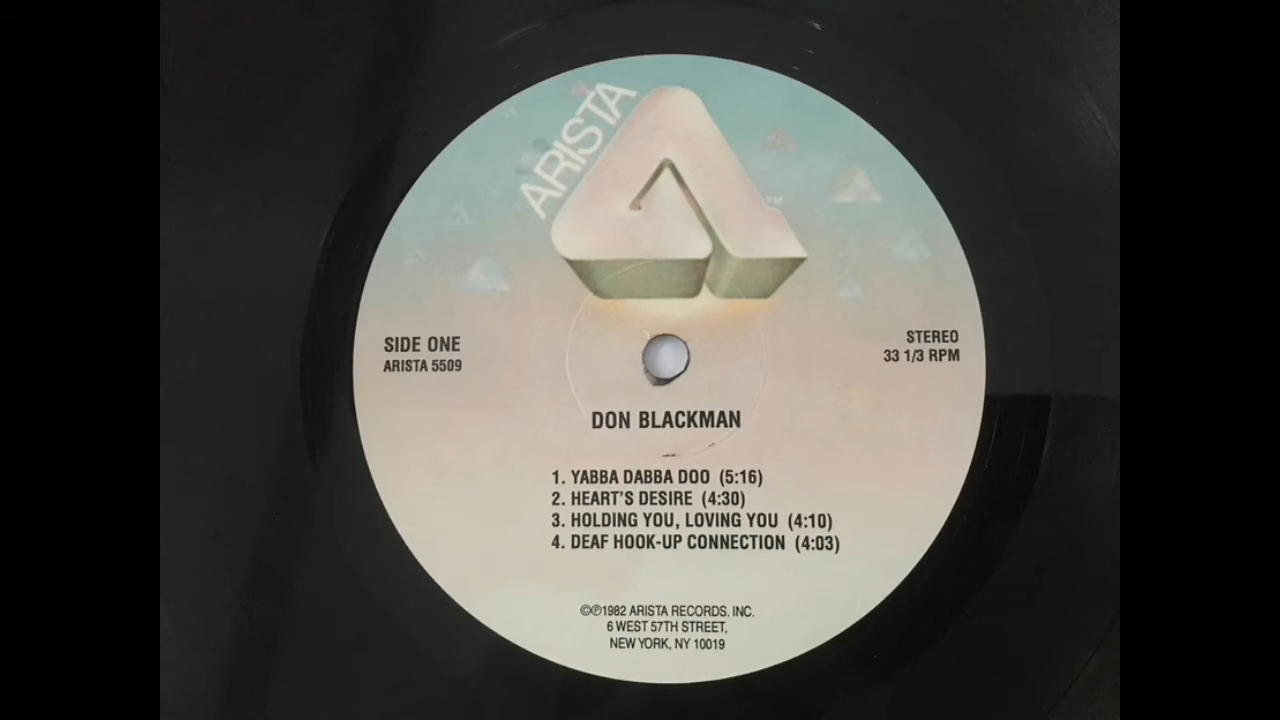 ARISTA
TM
SIDE ONE
ARISTA 5509
STEREO
33 1/3 RPM
DON BLACKMAN
1. YABBA DABBA DOO (5:16)
2. HEART'S DESIRE (4:30)
3. HOLDING YOU, LOVING YOU (4:10)
4. DEAF HOOK-UP CONNECTION (4:03)
©℗1982 ARISTA RECORDS. INC.
6 WEST 57TH STREET,
NEW YORK, NY 10019